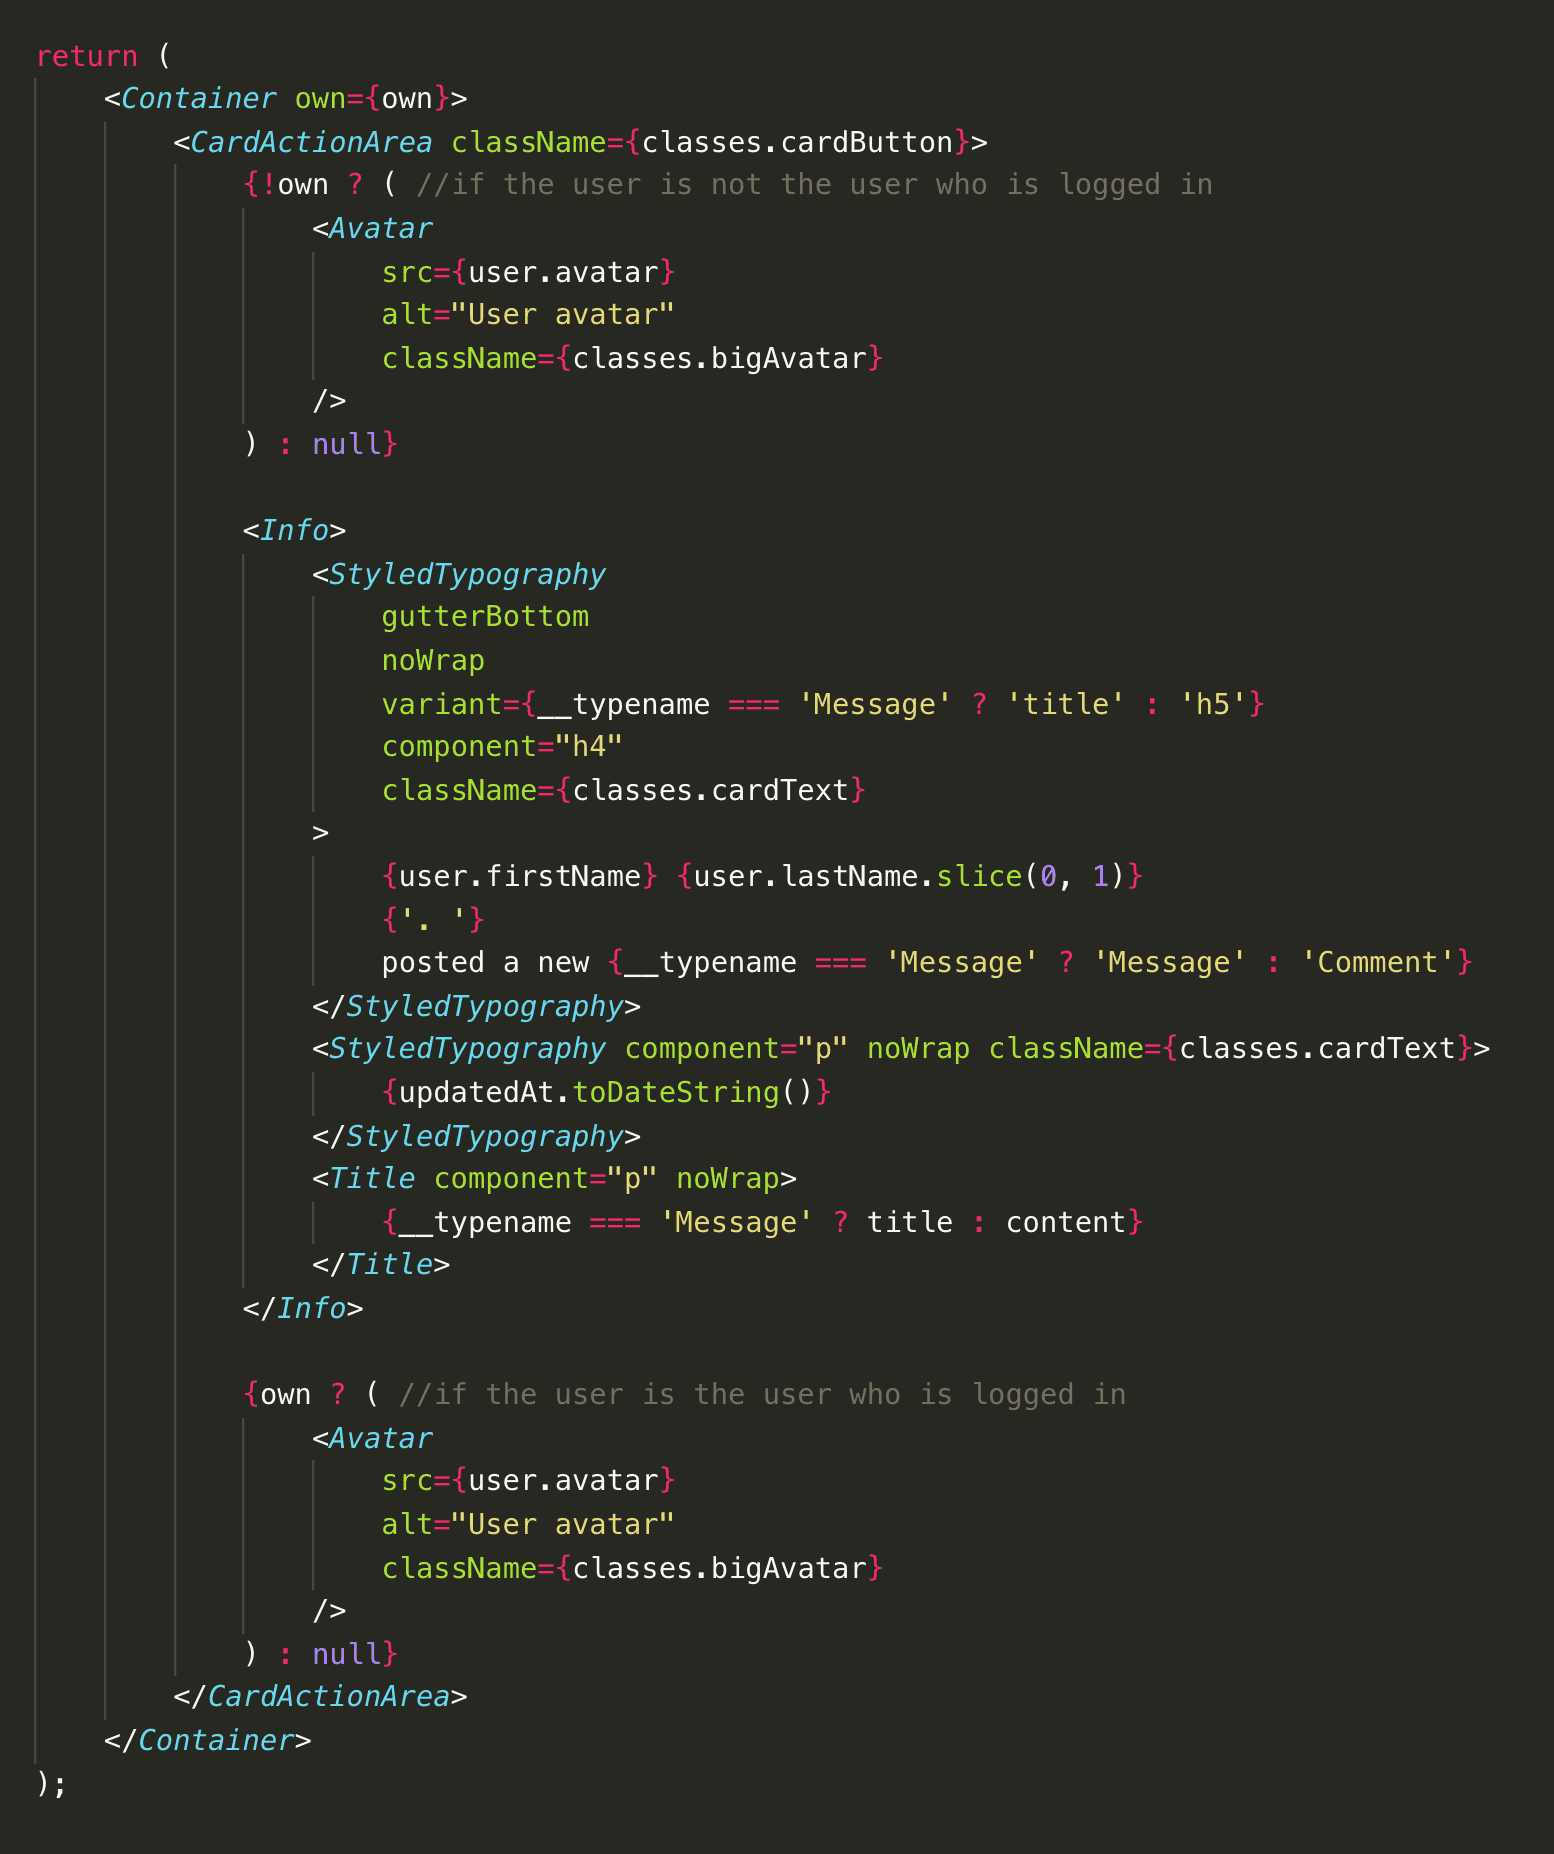 return (
    <Container own={own}>
        <CardActionArea className={classes.cardButton}>
            {!own ? ( //if the user is not the user who is logged in
                <Avatar
                    src={user.avatar}
                    alt="User avatar"
                    className={classes.bigAvatar}
                />
            ) : null}

            <Info>
                <StyledTypography
                    gutterBottom
                    noWrap
                    variant={__typename === 'Message' ? 'title' : 'h5'}
                    component="h4"
                    className={classes.cardText}
                >
                    {user.firstName} {user.lastName.slice(0, 1)}
                    {'. '}
                    posted a new {__typename === 'Message' ? 'Message' : 'Comment'}
                </StyledTypography>
                <StyledTypography component="p" noWrap className={classes.cardText}>
                    {updatedAt.toDateString()}
                </StyledTypography>
                <Title component="p" noWrap>
                    {__typename === 'Message' ? title : content}
                </Title>
            </Info>

            {own ? ( //if the user is the user who is logged in
                <Avatar
                    src={user.avatar}
                    alt="User avatar"
                    className={classes.bigAvatar}
                />
            ) : null}
        </CardActionArea>
    </Container>
);